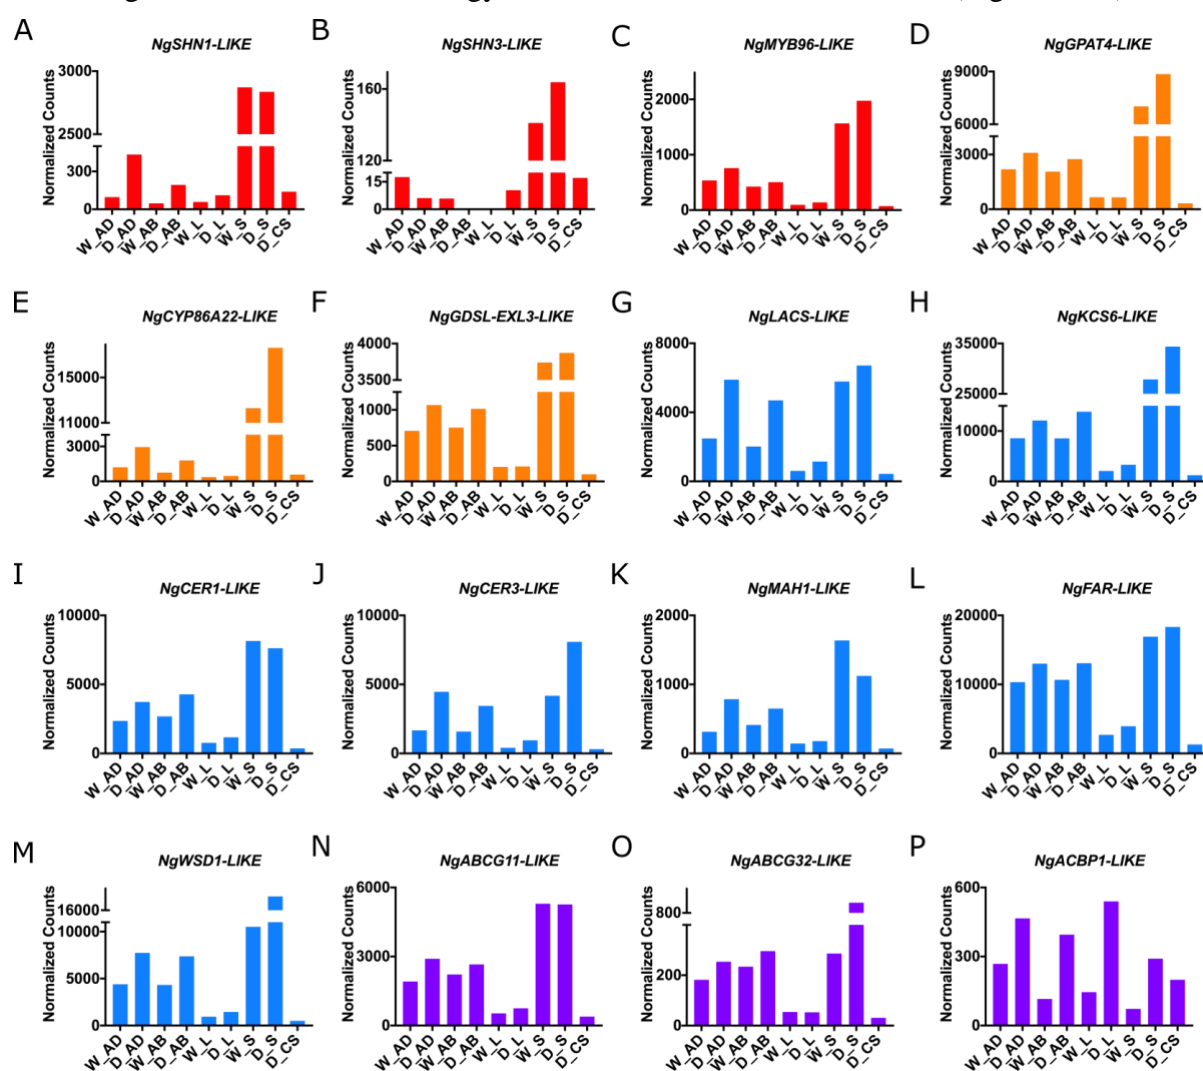 A
NgSHN1-LIKE
Normalized Counts
3000
2500
300
0
W_AD
D_AD
W_AB
D_AB
W_L
D_L
W_S
D_S
D_CS
B
NgSHN3-LIKE
Normalized Counts
160
120
15
0
W_AD
D_AD
W_AB
D_AB
W_L
D_L
W_S
D_S
D_CS
C
NgMYB96-LIKE
Normalized Counts
2000
1000
0
W_AD
D_AD
W_AB
D_AB
W_L
D_L
W_S
D_S
D_CS
D
NgGPAT4-LIKE
Normalized Counts
9000
6000
3000
0
W_AD
D_AD
W_AB
D_AB
W_L
D_L
W_S
D_S
D_CS
E
NgCYP86A22-LIKE
Normalized Counts
15000
11000
3000
0
W_AD
D_AD
W_AB
D_AB
W_L
D_L
W_S
D_S
D_CS
F
NgGDSL-EXL3-LIKE
Normalized Counts
4000
3500
1000
500
0
W_AD
D_AD
W_AB
D_AB
W_L
D_L
W_S
D_S
D_CS
G
NgLACS-LIKE
Normalized Counts
8000
4000
0
W_AD
D_AD
W_AB
D_AB
W_L
D_L
W_S
D_S
D_CS
H
NgKCS6-LIKE
Normalized Counts
35000
25000
10000
0
W_AD
D_AD
W_AB
D_AB
W_L
D_L
W_S
D_S
D_CS
I
NgCER1-LIKE
Normalized Counts
10000
5000
0
W_AD
D_AD
W_AB
D_AB
W_L
D_L
W_S
D_S
D_CS
J
NgCER3-LIKE
Normalized Counts
10000
5000
0
W_AD
D_AD
W_AB
D_AB
W_L
D_L
W_S
D_S
D_CS
K
NgMAH1-LIKE
Normalized Counts
2000
1000
0
W_AD
D_AD
W_AB
D_AB
W_L
D_L
W_S
D_S
D_CS
L
NgFAR-LIKE
Normalized Counts
20000
10000
0
W_AD
D_AD
W_AB
D_AB
W_L
D_L
W_S
D_S
D_CS
M
NgWSD1-LIKE
Normalized Counts
16000
10000
5000
0
W_AD
D_AD
W_AB
D_AB
W_L
D_L
W_S
D_S
D_CS
N
NgABCG11-LIKE
Normalized Counts
6000
3000
0
W_AD
D_AD
W_AB
D_AB
W_L
D_L
W_S
D_S
D_CS
O
NgABCG32-LIKE
Normalized Counts
800
200
0
W_AD
D_AD
W_AB
D_AB
W_L
D_L
W_S
D_S
D_CS
P
NgACBP1-LIKE
Normalized Counts
600
300
0
W_AD
D_AD
W_AB
D_AB
W_L
D_L
W_S
D_S
D_CS